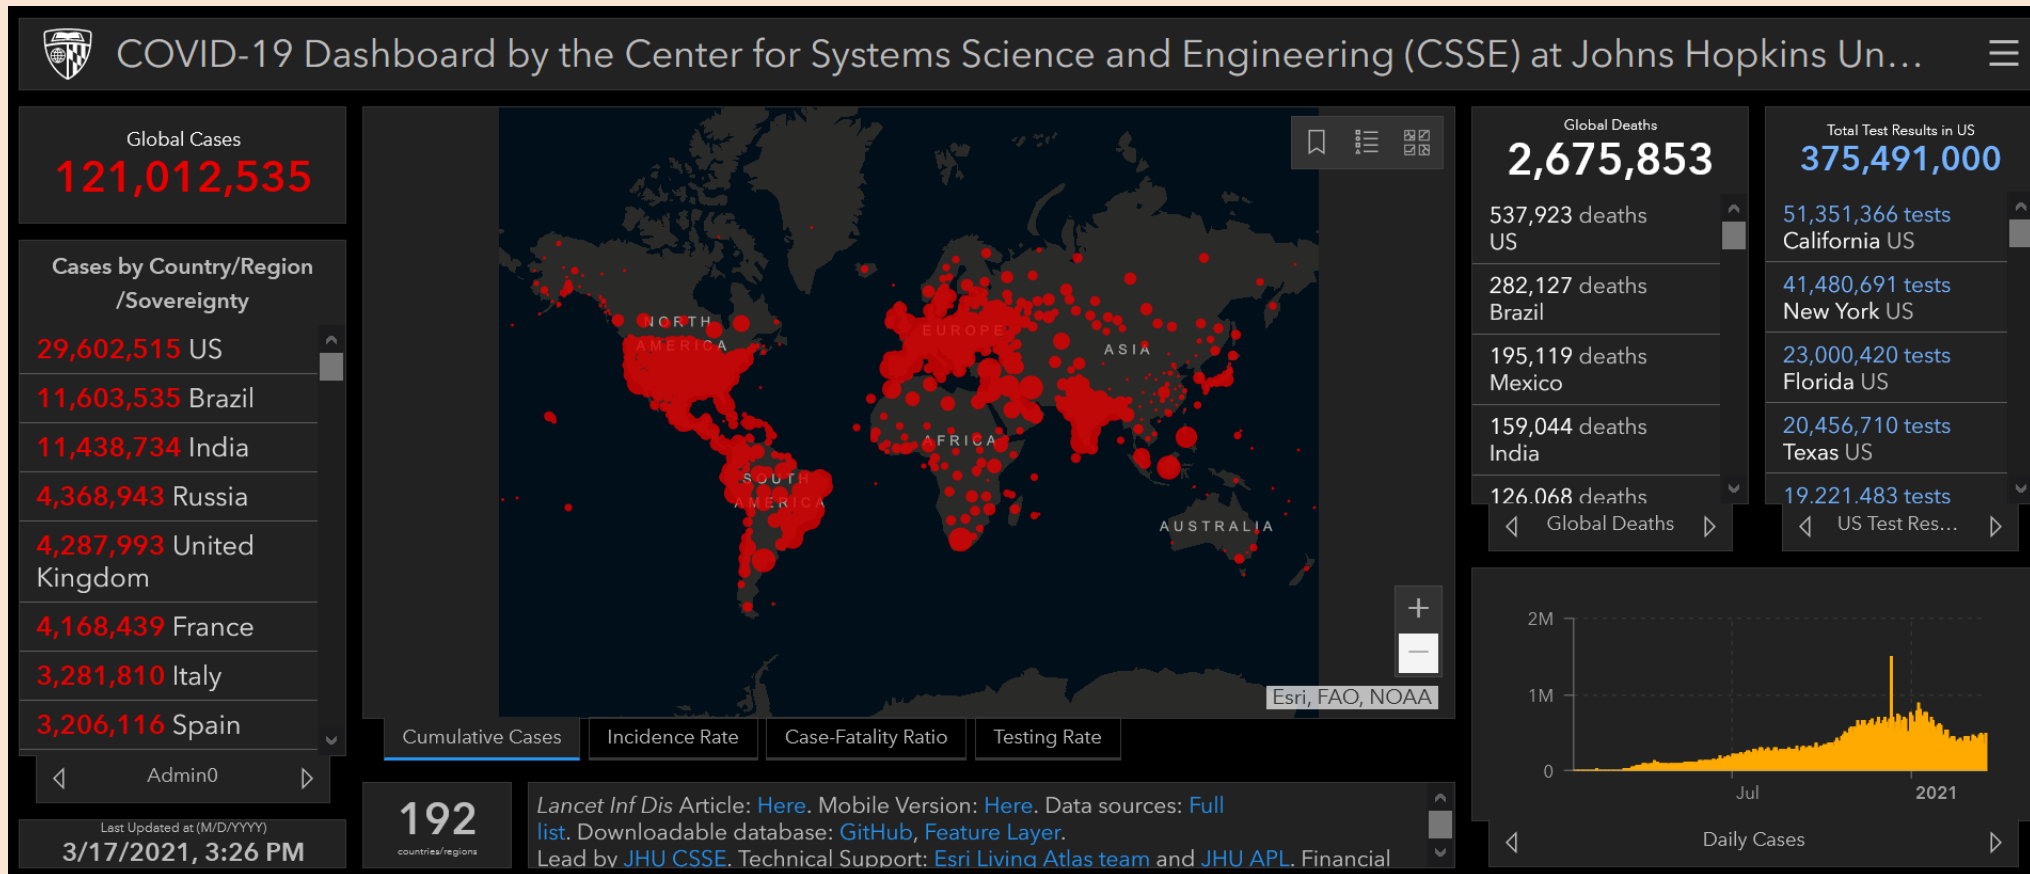 COVID-19 Dashboard by the Center for Systems Science and Engineering (CSSE) at Johns Hopkins Un...
Global Cases
121,012,535
Cases by Country/Region
/Sovereignty
29,602,515 US
11,603,535 Brazil
11,438,734 India
4,368,943 Russia
4,287,993 United
Kingdom
4,168,439 France
3,281,810 Italy
3,206,116 Spain
Admin0
Last Updated at (M/D/YYYY)
3/17/2021, 3:26 PM
NORTH
AMERICA
EUROPE
ASIA
AFRICA
SOUTH
AMERICA
AUSTRALIA
Esri, FAO, NOAA
Cumulative Cases
Incidence Rate
Case-Fatality Ratio
Testing Rate
192
countries/regions
Lancet Inf Dis Article: Here. Mobile Version: Here. Data sources: Full
list. Downloadable database: GitHub, Feature Layer.
Lead by JHU CSSE. Technical Support: Esri Living Atlas team and JHU APL. Financial
Global Deaths
2,675,853
537,923 deaths
US
282,127 deaths
Brazil
195,119 deaths
Mexico
159,044 deaths
India
126,068 deaths
Global Deaths
Total Test Results in US
375,491,000
51,351,366 tests
California US
41,480,691 tests
New York US
23,000,420 tests
Florida US
20,456,710 tests
Texas US
19,221,483 tests
US Test Res...
2M
1M
0
Jul
2021
Daily Cases